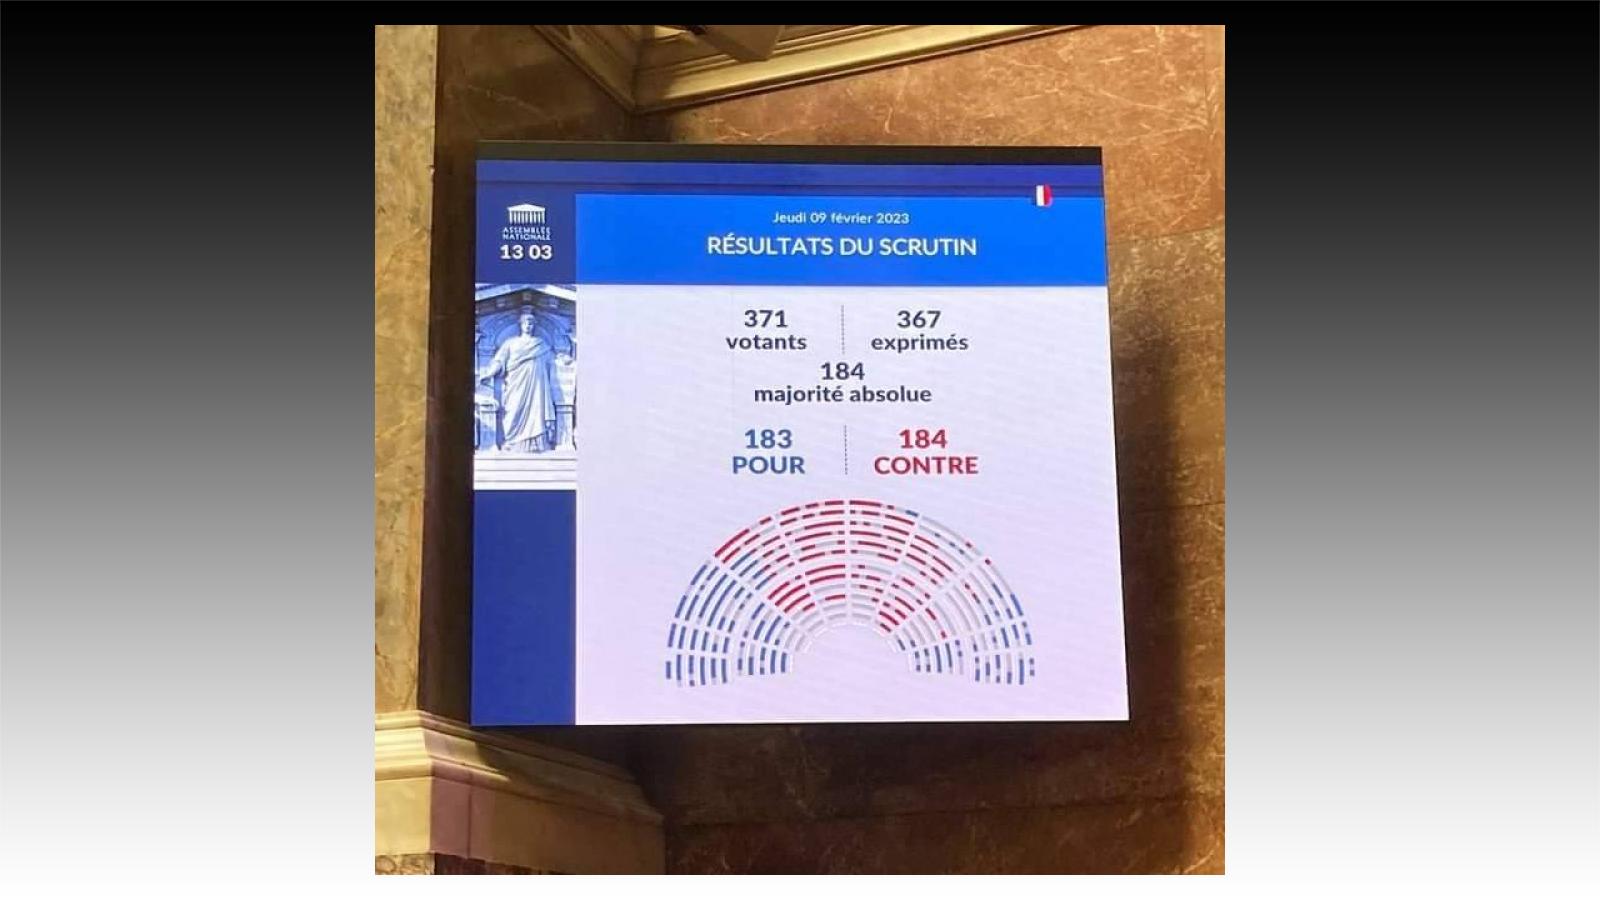 Jeudi 09 février 2023
RÉSULTATS DU SCRUTIN
ASSEMBLÉE
NATIONALE
13 03
371
votants
367
exprimés
184
majorité absolue
183
POUR
184
CONTRE